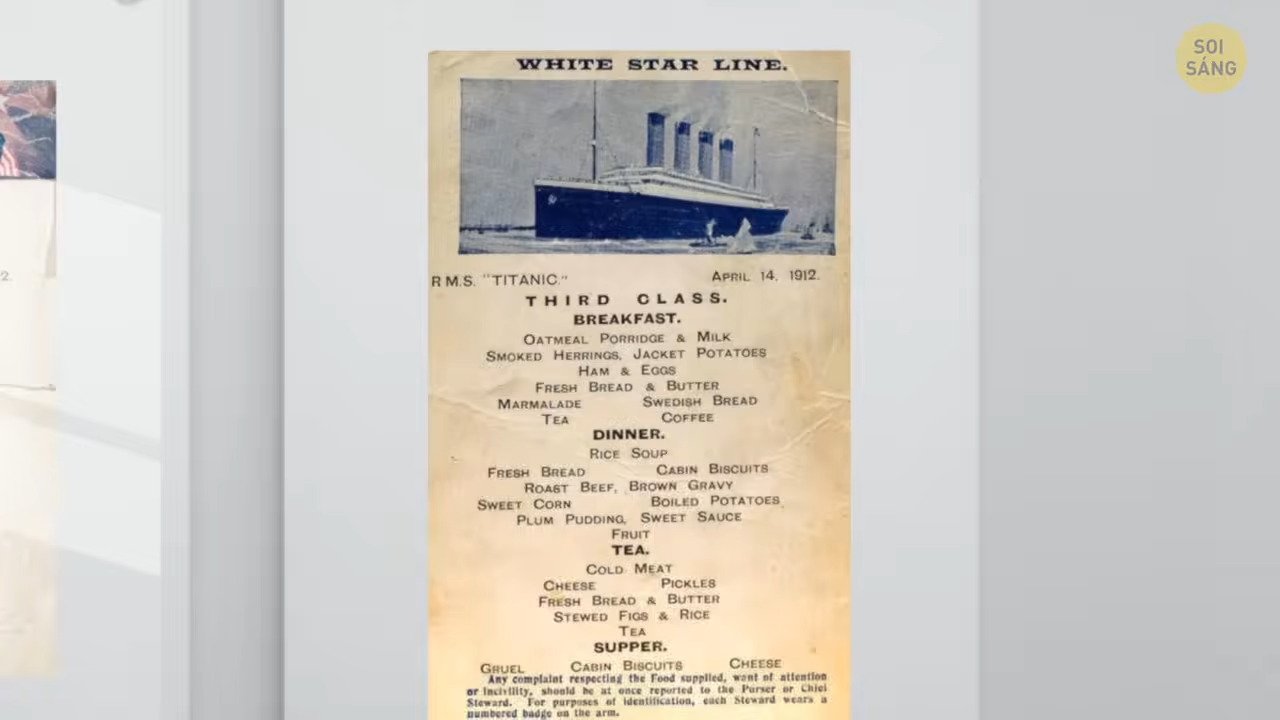 SOI
SÁNG
WHITE STAR LINE.
R.M.S. "TITANIC." APRIL 14, 1912.
THIRD CLASS.
BREAKFAST.
OATMEAL PORRIDGE & MILK
SMOKED HERRINGS, JACKET POTATOES
HAM & EGGS
FRESH BREAD & BUTTER
MARMALADE SWEDISH BREAD
TEA COFFEE
DINNER.
RICE SOUP
FRESH BREAD CABIN BISCUITS
ROAST BEEF, BROWN GRAVY
SWEET CORN BOILED POTATOES
PLUM PUDDING, SWEET SAUCE
FRUIT
TEA.
COLD MEAT
CHEESE PICKLES
FRESH BREAD & BUTTER
STEWED FIGS & RICE
TEA
SUPPER.
GRUEL CABIN BISCUITS CHEESE
Any complaint respecting the Food supplied, want of attention
or incivility, should be at once reported to the Purser or Chief
Steward. For purposes of identification, each Steward wears a
numbered badge on the arm.
2.